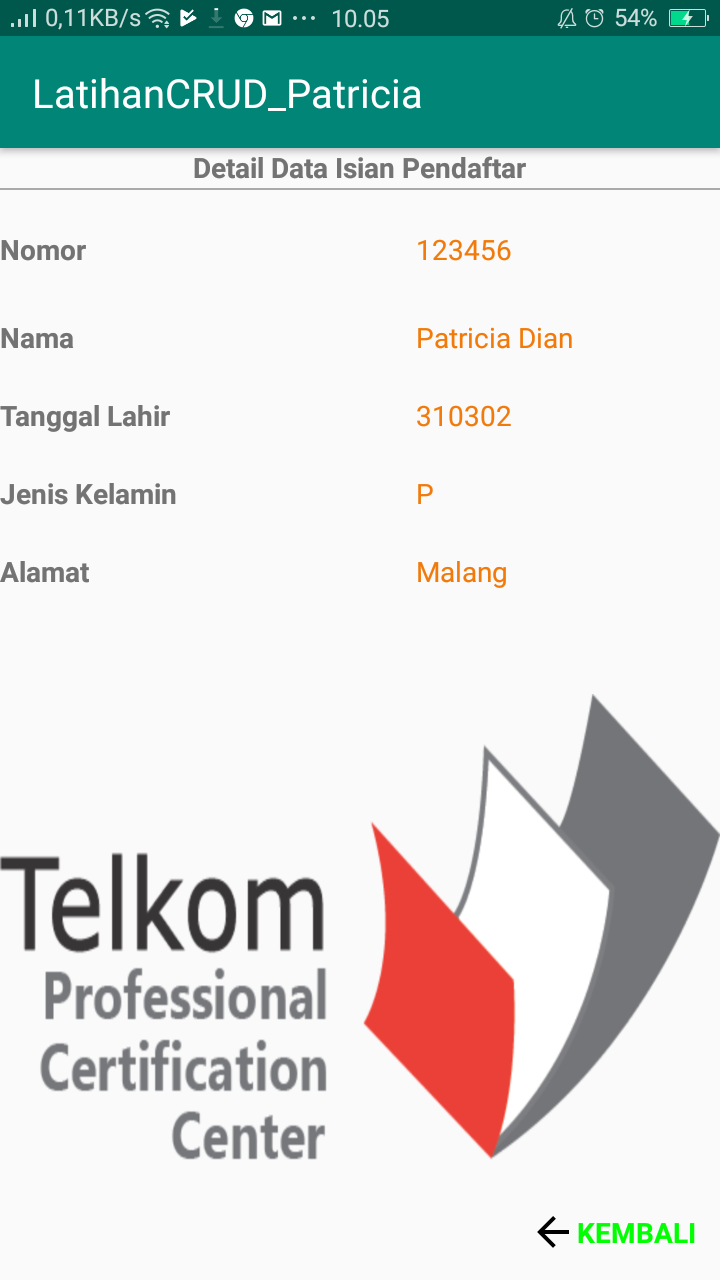 0,11KB/s ... 10.05 54%
LatihanCRUD_Patricia
Detail Data Isian Pendaftar
Nomor 123456
Nama Patricia Dian
Tanggal Lahir 310302
Jenis Kelamin P
Alamat Malang
Telkom
Professional
Certification
Center
KEMBALI